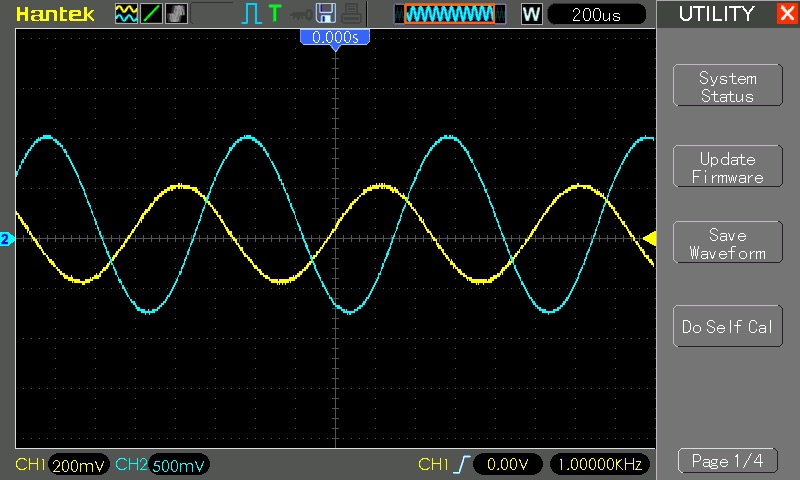 Hantek
T
W
200us
UTILITY
0.000s
System
Status
Update
Firmware
Save
Waveform
Do Self Cal
2
CH1 200mV CH2 500mV CH1 0.00V 1.00000KHz
Page 1/4